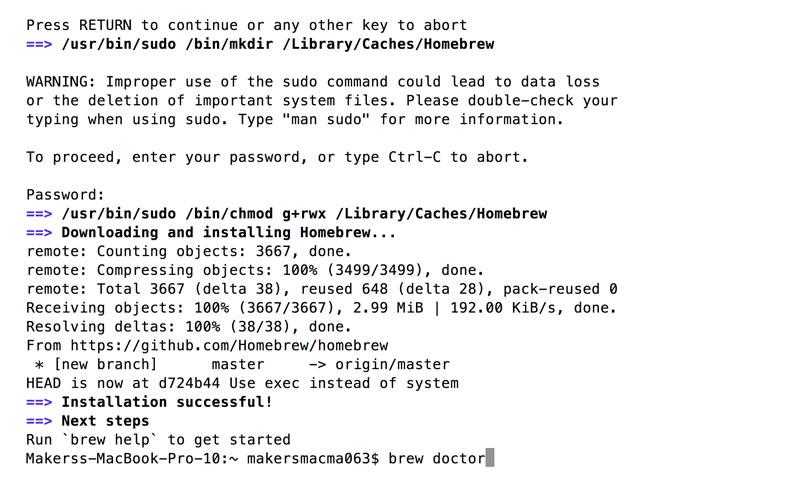 Press RETURN to continue or any other key to abort
==> /usr/bin/sudo /bin/mkdir /Library/Caches/Homebrew
WARNING: Improper use of the sudo command could lead to data loss
or the deletion of important system files. Please double-check your
typing when using sudo. Type "man sudo" for more information.
To proceed, enter your password, or type Ctrl-C to abort.
Password:
==> /usr/bin/sudo /bin/chmod g+rwx /Library/Caches/Homebrew
==> Downloading and installing Homebrew...
remote: Counting objects: 3667, done.
remote: Compressing objects: 100% (3499/3499), done.
remote: Total 3667 (delta 38), reused 648 (delta 28), pack-reused 0
Receiving objects: 100% (3667/3667), 2.99 MiB | 192.00 KiB/s, done.
Resolving deltas: 100% (38/38), done.
From https://github.com/Homebrew/homebrew
 * [new branch]      master     -> origin/master
HEAD is now at d724b44 Use exec instead of system
==> Installation successful!
==> Next steps
Run `brew help` to get started
Makerss-MacBook-Pro-10:~ makersmacma063$ brew doctor